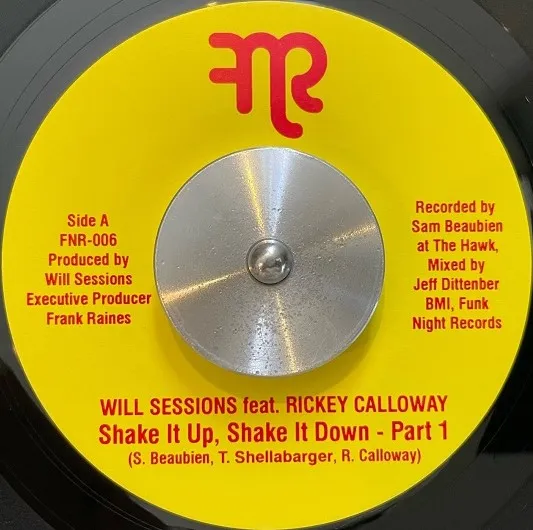 FNR
Side A
FNR-006
Produced by
Will Sessions
Executive Producer
Frank Raines
Recorded by
Sam Beaubien
at The Hawk,
Mixed by
Jeff Dittenber
BMI, Funk
Night Records
WILL SESSIONS feat. RICKEY CALLOWAY
Shake It Up, Shake It Down - Part 1
(S. Beaubien, T. Shellabarger, R. Calloway)